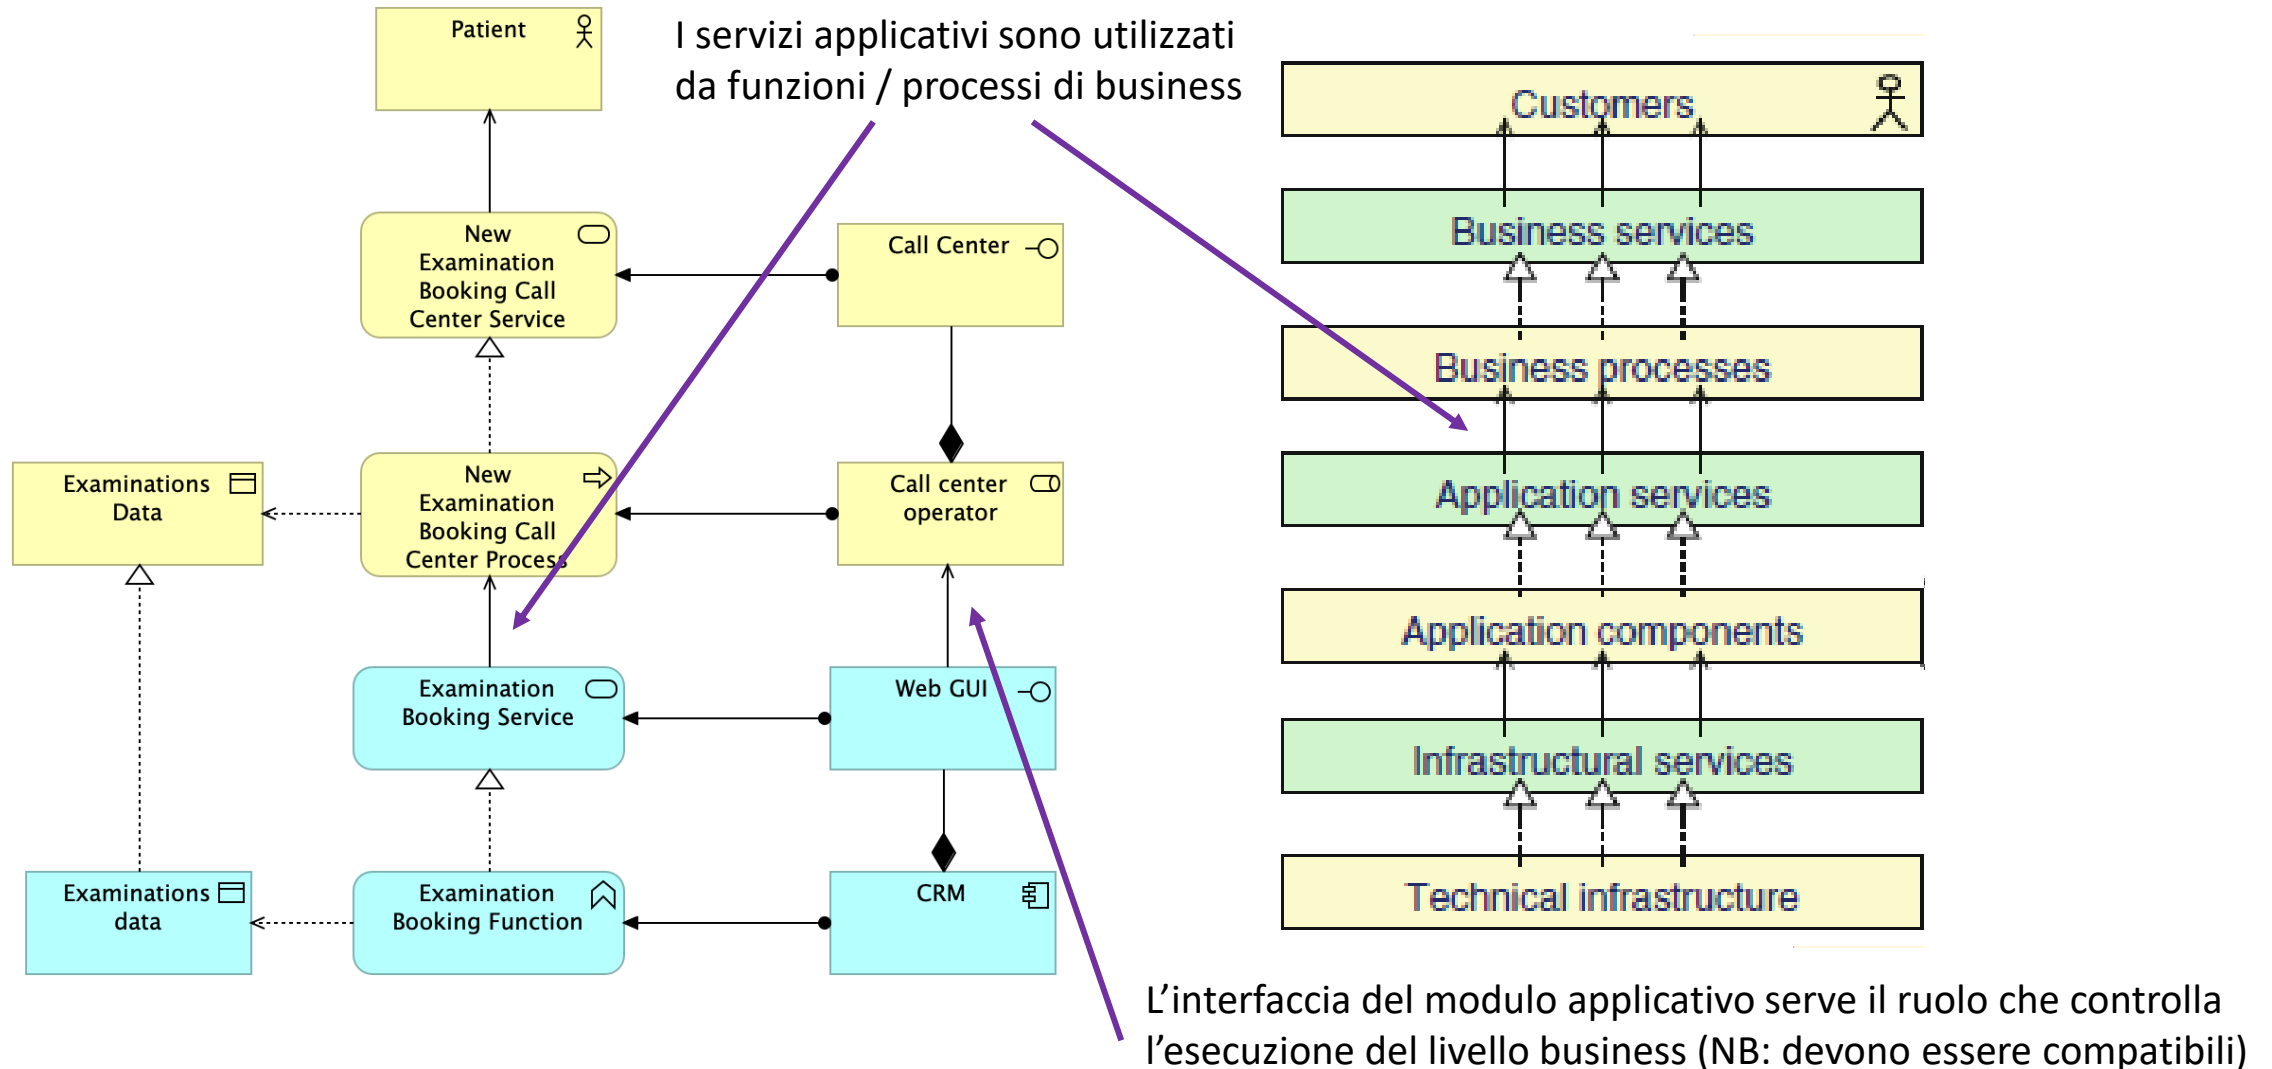 Patient
I servizi applicativi sono utilizzati
da funzioni / processi di business
Customers
New
Examination
Booking Call
Center Service
Call Center
Business services
Business processes
Examinations
Data
New
Examination
Booking Call
Center Process
Call center
operator
Application services
Application components
Examination
Booking Service
Web GUI
Infrastructural services
Examinations
data
Examination
Booking Function
CRM
Technical infrastructure
L’interfaccia del modulo applicativo serve il ruolo che controlla
l’esecuzione del livello business (NB: devono essere compatibili)